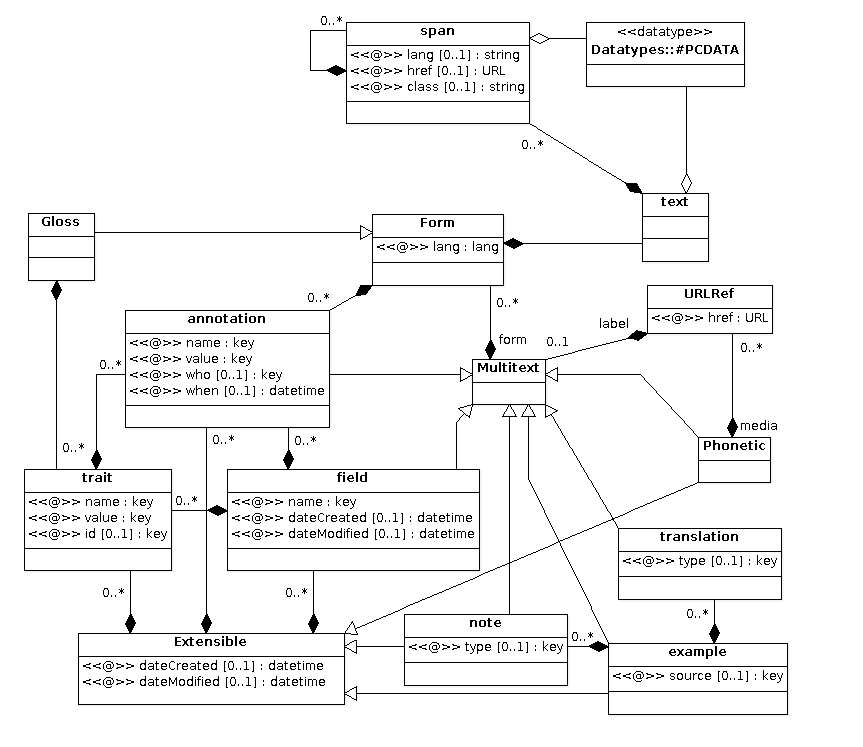 0..*
span
<<@>> lang [0..1] : string
<<@>> href [0..1] : URL
<<@>> class [0..1] : string
<<datatype>>
Datatypes::#PCDATA
0..*
text
Gloss
Form
<<@>> lang : lang
0..*
0..*
form
annotation
<<@>> name : key
<<@>> value : key
<<@>> who [0..1] : key
<<@>> when [0..1] : datetime
URLRef
<<@>> href : URL
label
0..1
0..*
media
Multitext
Phonetic
0..*
0..*
0..*
0..*
trait
<<@>> name : key
<<@>> value : key
<<@>> id [0..1] : key
0..*
field
<<@>> name : key
<<@>> dateCreated [0..1] : datetime
<<@>> dateModified [0..1] : datetime
translation
<<@>> type [0..1] : key
0..*
0..*
0..*
Extensible
<<@>> dateCreated [0..1] : datetime
<<@>> dateModified [0..1] : datetime
note
<<@>> type [0..1] : key
0..*
example
<<@>> source [0..1] : key